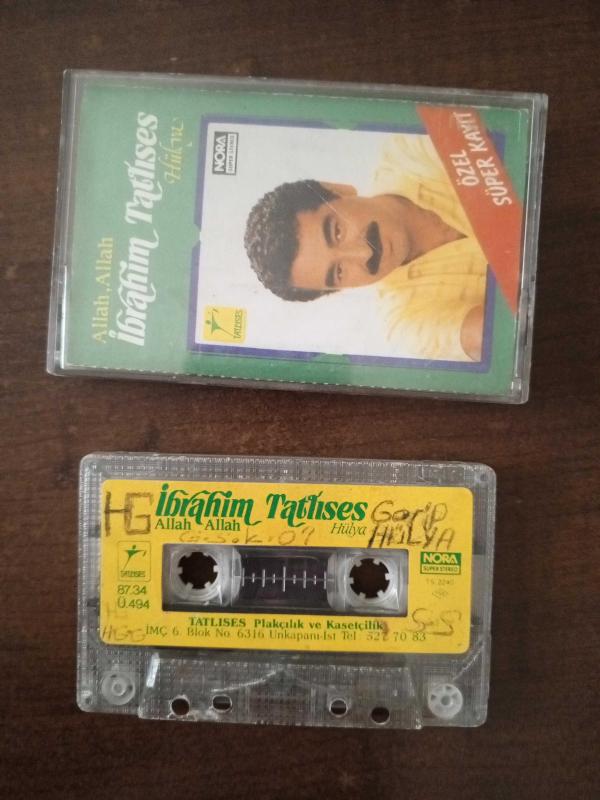 Allah, Allah
İbrahim Tatlıses
Hülya
NORA
SUPER STEREO
ÖZEL
SÜPER KAYIT
TATLISES
HG
İbrahim Tatlıses
Allah Allah
Hülya
Garip
HÜLYA
TATLISES
87.34
Ü.494
NORA
SUPER STEREO
TS 2240
TATLISES Plakçılık ve Kasetçilik
İMÇ 6. Blok No. 6316 Unkapanı-İst Tel: 527 70 83